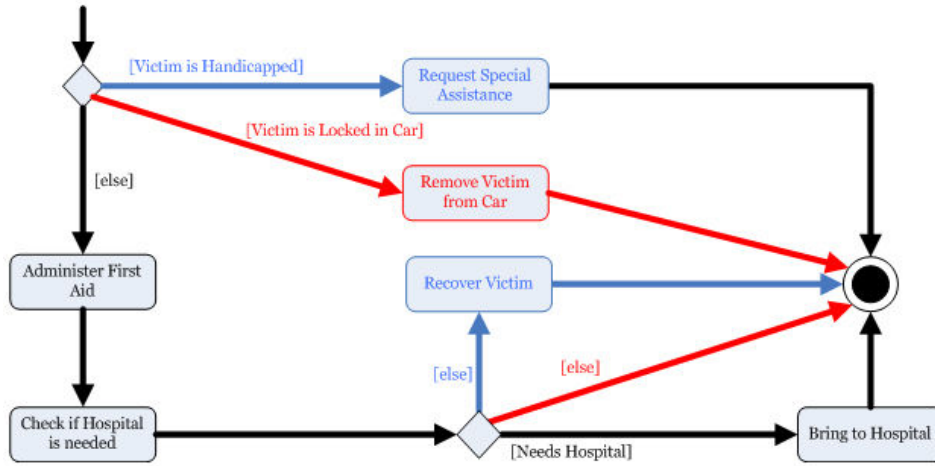 [Victim is Handicapped]
Request Special
Assistance
[Victim is Locked in Car]
[else]
Remove Victim
from Car
Administer First
Aid
Recover Victim
[else]
[else]
Check if Hospital
is needed
[Needs Hospital]
Bring to Hospital